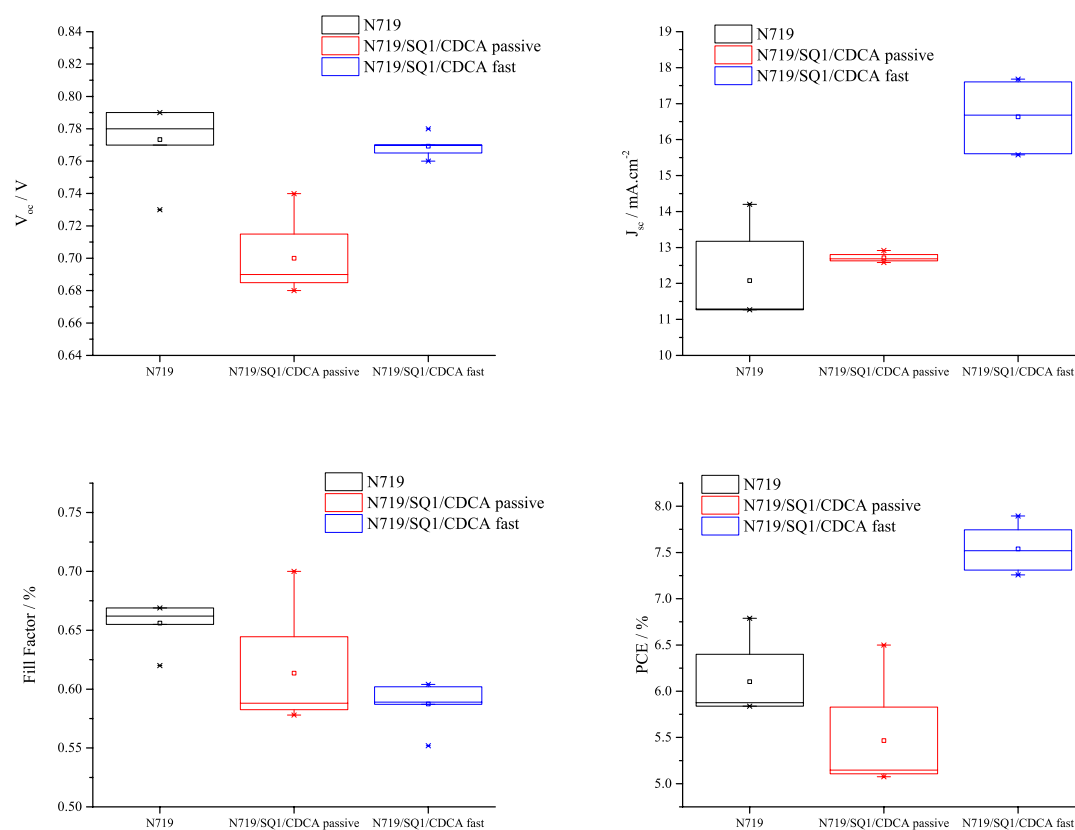 N719
N719/SQ1/CDCA passive
N719/SQ1/CDCA fast
0.84
0.82
0.80
0.78
0.76
0.74
0.72
0.70
0.68
0.66
0.64
V_oc / V
N719
N719/SQ1/CDCA passive
N719/SQ1/CDCA fast
N719
N719/SQ1/CDCA passive
N719/SQ1/CDCA fast
19
18
17
16
15
14
13
12
11
10
J_sc / mA.cm^-2
N719
N719/SQ1/CDCA passive
N719/SQ1/CDCA fast
N719
N719/SQ1/CDCA passive
N719/SQ1/CDCA fast
0.75
0.70
0.65
0.60
0.55
0.50
Fill Factor / %
N719
N719/SQ1/CDCA passive
N719/SQ1/CDCA fast
N719
N719/SQ1/CDCA passive
N719/SQ1/CDCA fast
8.0
7.5
7.0
6.5
6.0
5.5
5.0
PCE / %
N719
N719/SQ1/CDCA passive
N719/SQ1/CDCA fast